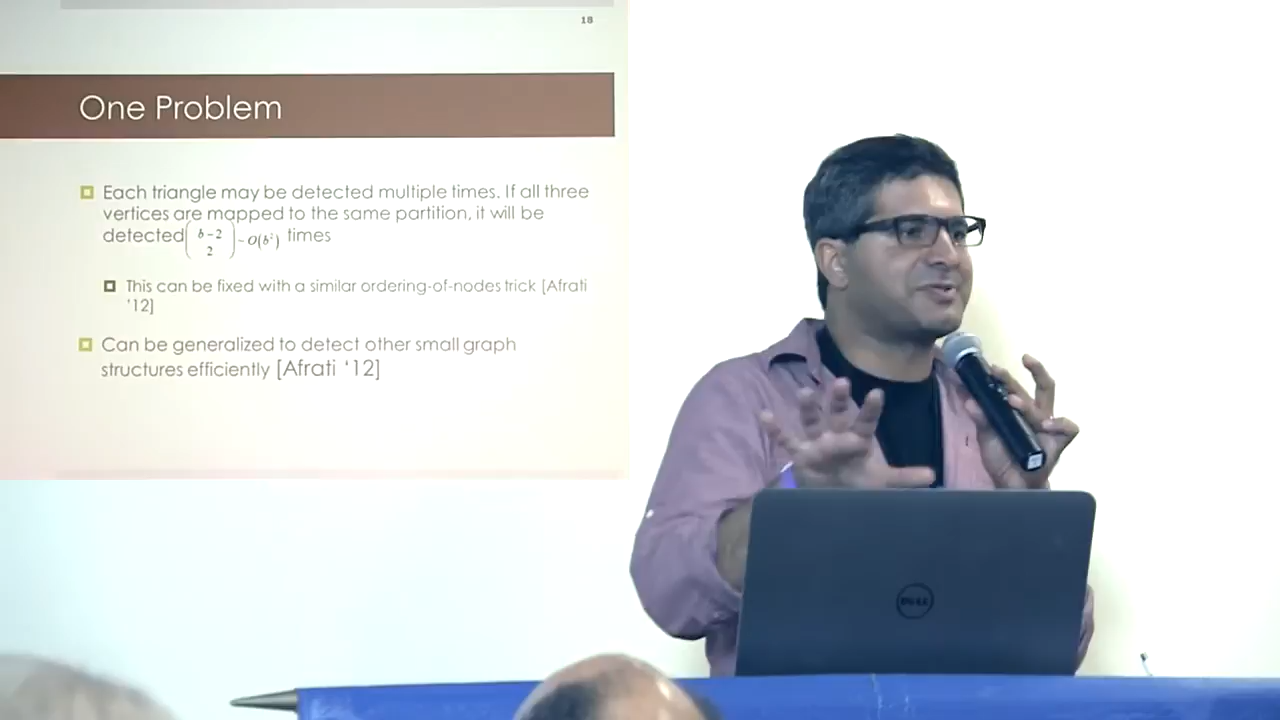 18
One Problem
Each triangle may be detected multiple times. If all three
vertices are mapped to the same partition, it will be
detected (b-2 2) ~ O(b²) times
This can be fixed with a similar ordering-of-nodes trick [Afrati
'12]
Can be generalized to detect other small graph
structures efficiently [Afrati '12]
DELL